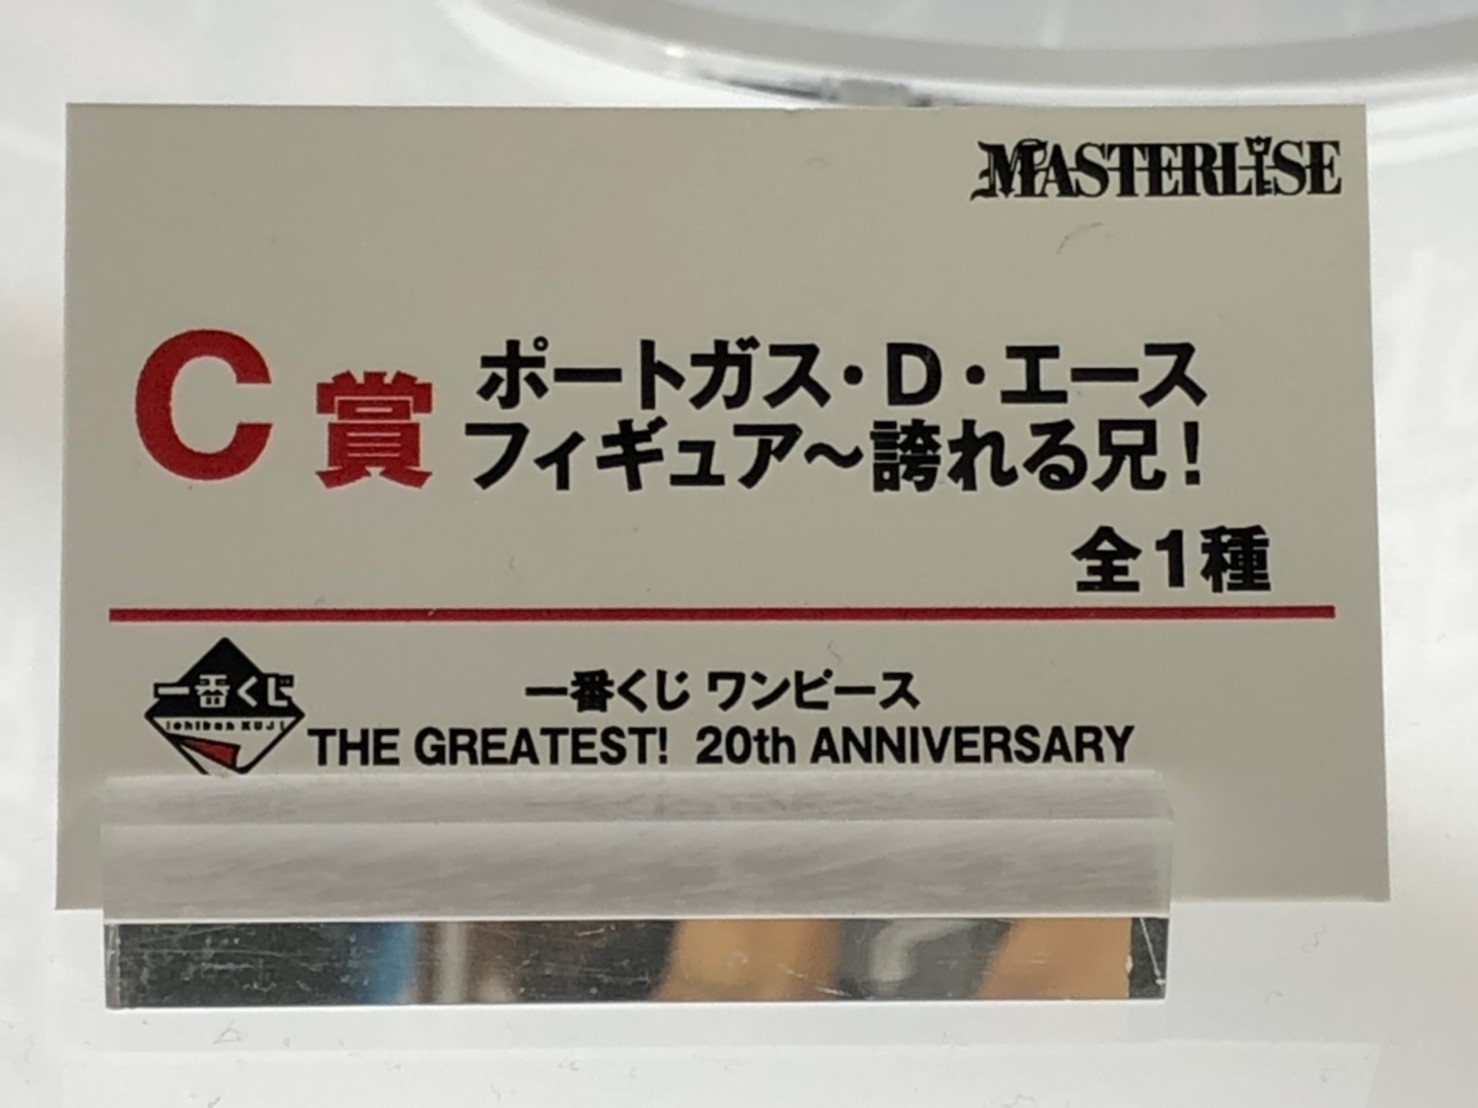 MASTERLISE
C賞
ポートガス・D・エース
フィギュア～誇れる兄！
全1種
一番くじ
ichiban KUJI
一番くじ ワンピース
THE GREATEST! 20th ANNIVERSARY